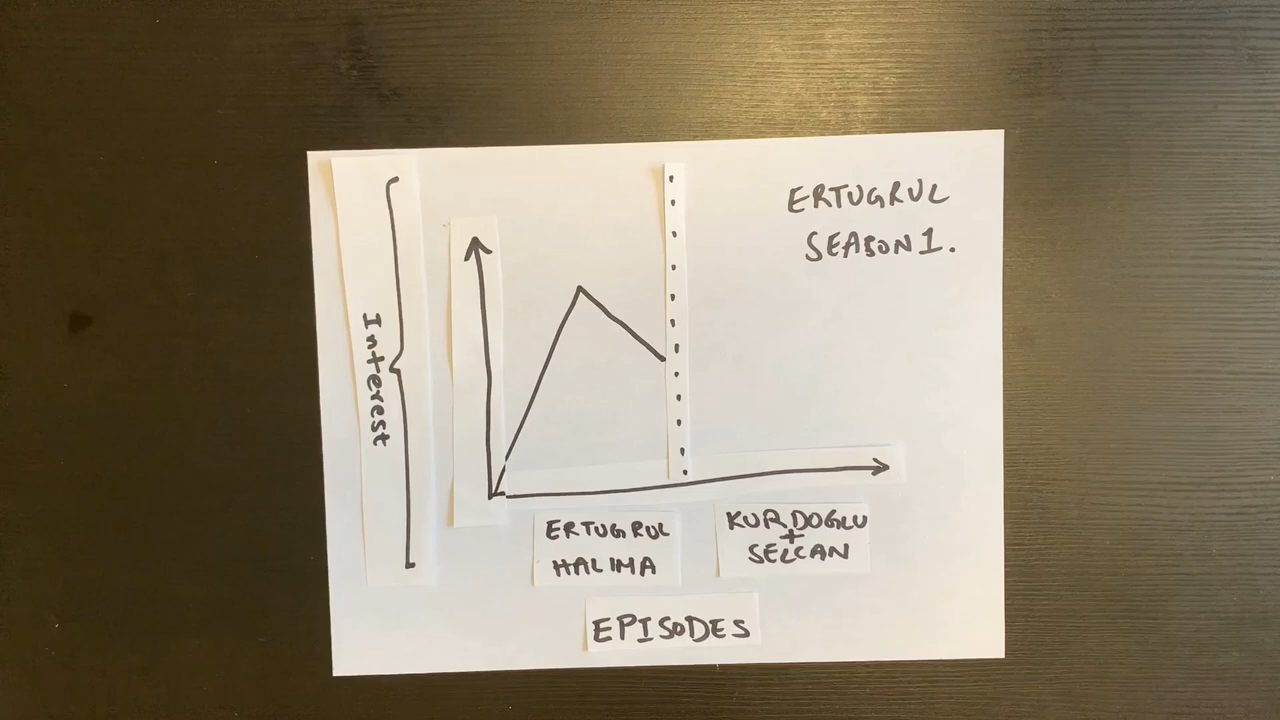 ERTUGRUL
SEASON 1.
Interest
ERTUGRUL
HALIMA
KURDOGLU
+
SELCAN
EPISODES